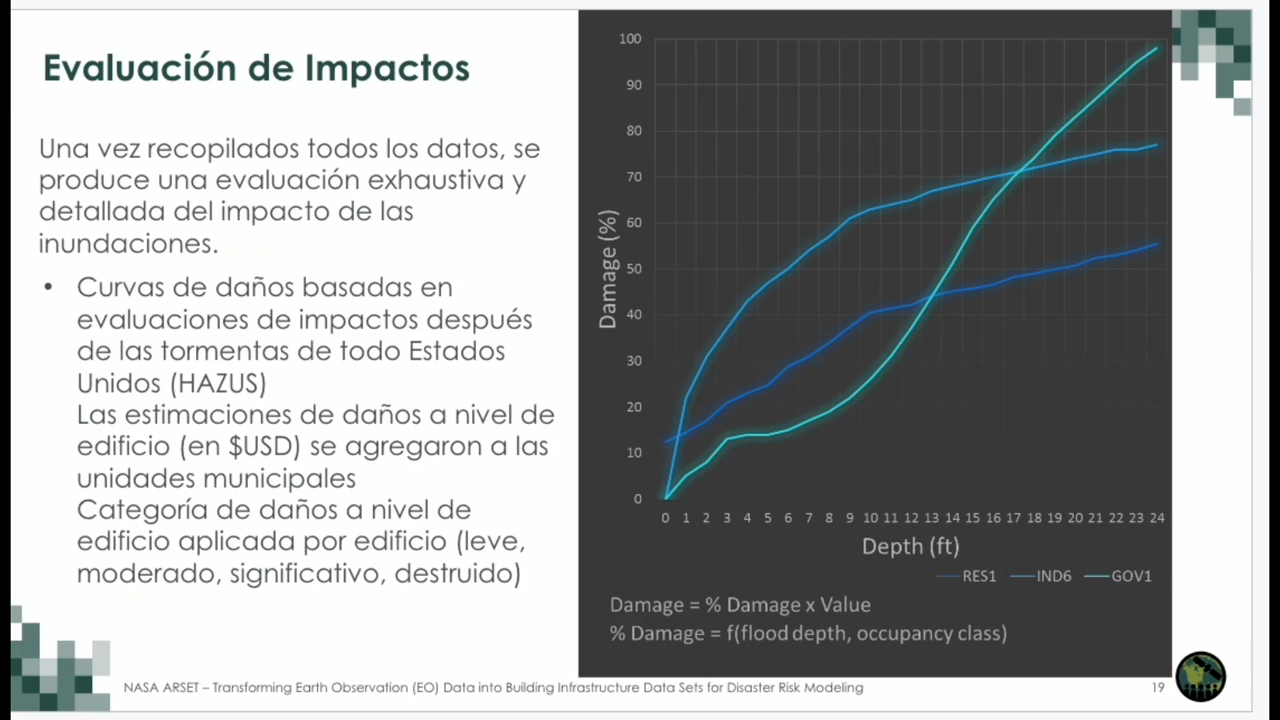 Evaluación de Impactos
Una vez recopilados todos los datos, se
produce una evaluación exhaustiva y
detallada del impacto de las
inundaciones.
• Curvas de daños basadas en
evaluaciones de impactos después
de las tormentas de todo Estados
Unidos (HAZUS)
Las estimaciones de daños a nivel de
edificio (en $USD) se agregaron a las
unidades municipales
Categoría de daños a nivel de
edificio aplicada por edificio (leve,
moderado, significativo, destruido)
Damage (%)
100
90
80
70
60
50
40
30
20
10
0
0 1 2 3 4 5 6 7 8 9 10 11 12 13 14 15 16 17 18 19 20 21 22 23 24
Depth (ft)
RES1 IND6 GOV1
Damage = % Damage x Value
% Damage = f(flood depth, occupancy class)
NASA ARSET – Transforming Earth Observation (EO) Data into Building Infrastructure Data Sets for Disaster Risk Modeling
19